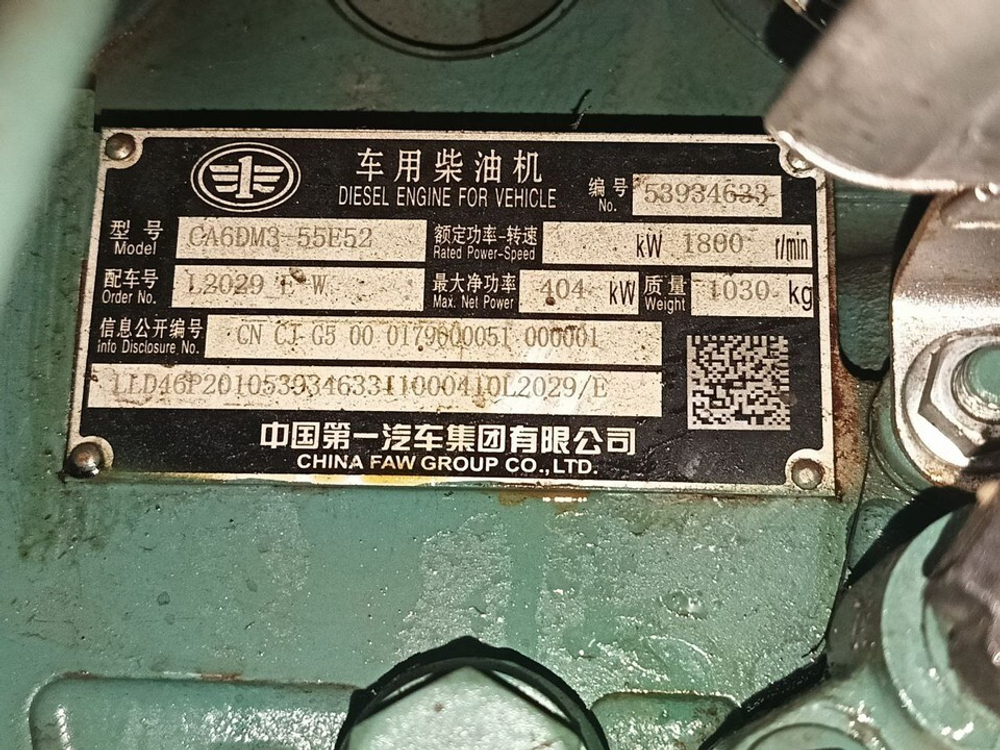 车用柴油机
DIESEL ENGINE FOR VEHICLE
编号 No. 53934633
型号 Model CA6DM3-55E52 额定功率-转速 Rated Power-Speed kW 1800 r/min
配车号 Order No. L2029 E W 最大净功率 Max. Net Power 404 kW 质量 Weight 1030 kg
信息公开编号 Info Disclosure No. CN CJ G5 00 0179000051 000001
LLD46P2010539346331100041OL2029/E
中国第一汽车集团有限公司
CHINA FAW GROUP CO.,LTD.